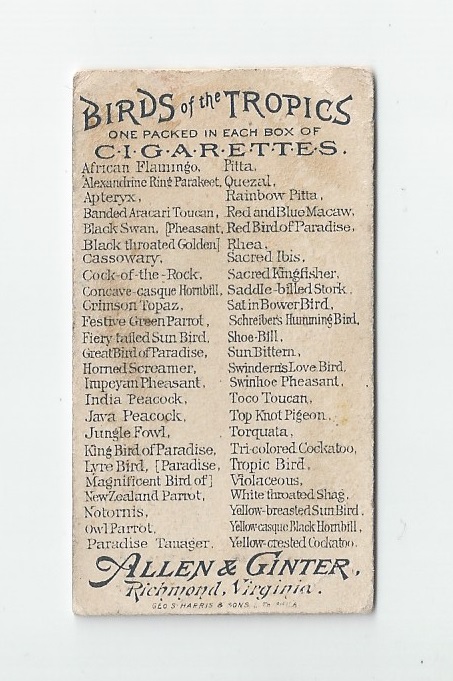 BIRDS of the TROPICS
ONE PACKED IN EACH BOX OF
C·I·G·A·R·E·T·T·E·S.
African Flamingo,
Alexandrine Ring Parakeet,
Apteryx,
Banded Aracari Toucan,
Black Swan, [Pheasant,
Black throated Golden]
Cassowary,
Cock-of-the-Rock,
Concave-casque Hornbill,
Crimson Topaz,
Festive Green Parrot,
Fiery tailed Sun Bird,
Great Bird of Paradise,
Horned Screamer,
Impeyan Pheasant,
India Peacock,
Java Peacock,
Jungle Fowl,
King Bird of Paradise,
Lyre Bird, [Paradise,
Magnificent Bird of]
New Zealand Parrot,
Notornis,
Owl Parrot,
Paradise Tanager,
Pitta,
Quezal,
Rainbow Pitta,
Red and Blue Macaw,
Red Bird of Paradise,
Rhea,
Sacred Ibis,
Sacred Kingfisher,
Saddle-billed Stork,
Satin Bower Bird,
Schreibers Humming Bird,
Shoe-Bill,
Sun Bittern,
Swinderns Love Bird,
Swinhoe Pheasant,
Toco Toucan,
Top Knot Pigeon,
Torquata,
Tri-colored Cockatoo,
Tropic Bird,
Violaceous,
White throated Shag,
Yellow-breasted Sun Bird,
Yellow casque Black Hornbill,
Yellow-crested Cockatoo.
ALLEN & GINTER,
Richmond, Virginia.
GEO. S. HARRIS & SONS